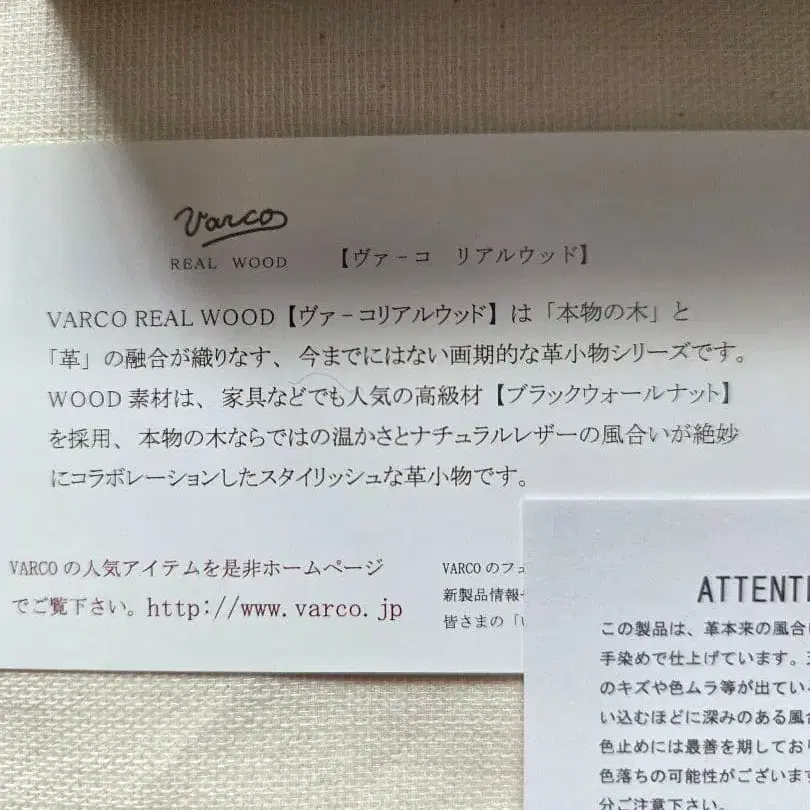 Varco
REAL WOOD 【ヴァ-コ リアルウッド】
VARCO REAL WOOD【ヴァ-コリアルウッド】は「本物の木」と
「革」の融合が織りなす、今までにはない画期的な革小物シリーズです。
WOOD 素材は、家具などでも人気の高級材【ブラックウォールナット】
を採用、本物の木ならではの温かさとナチュラルレザーの風合いが絶妙
にコラボレーションしたスタイリッシュな革小物です。
VARCOの人気アイテムを是非ホームページ
でご覧下さい。http://www.varco.jp
VARCOのフェ
新製品情報
皆さまの「
ATTENT
この製品は、革本来の風合
手染めで仕上げています。
のキズや色ムラ等が出てい
い込むほどに深みのある風合
色止めには最善を期してお
色落ちの可能性がございます
分ご注意下さい。